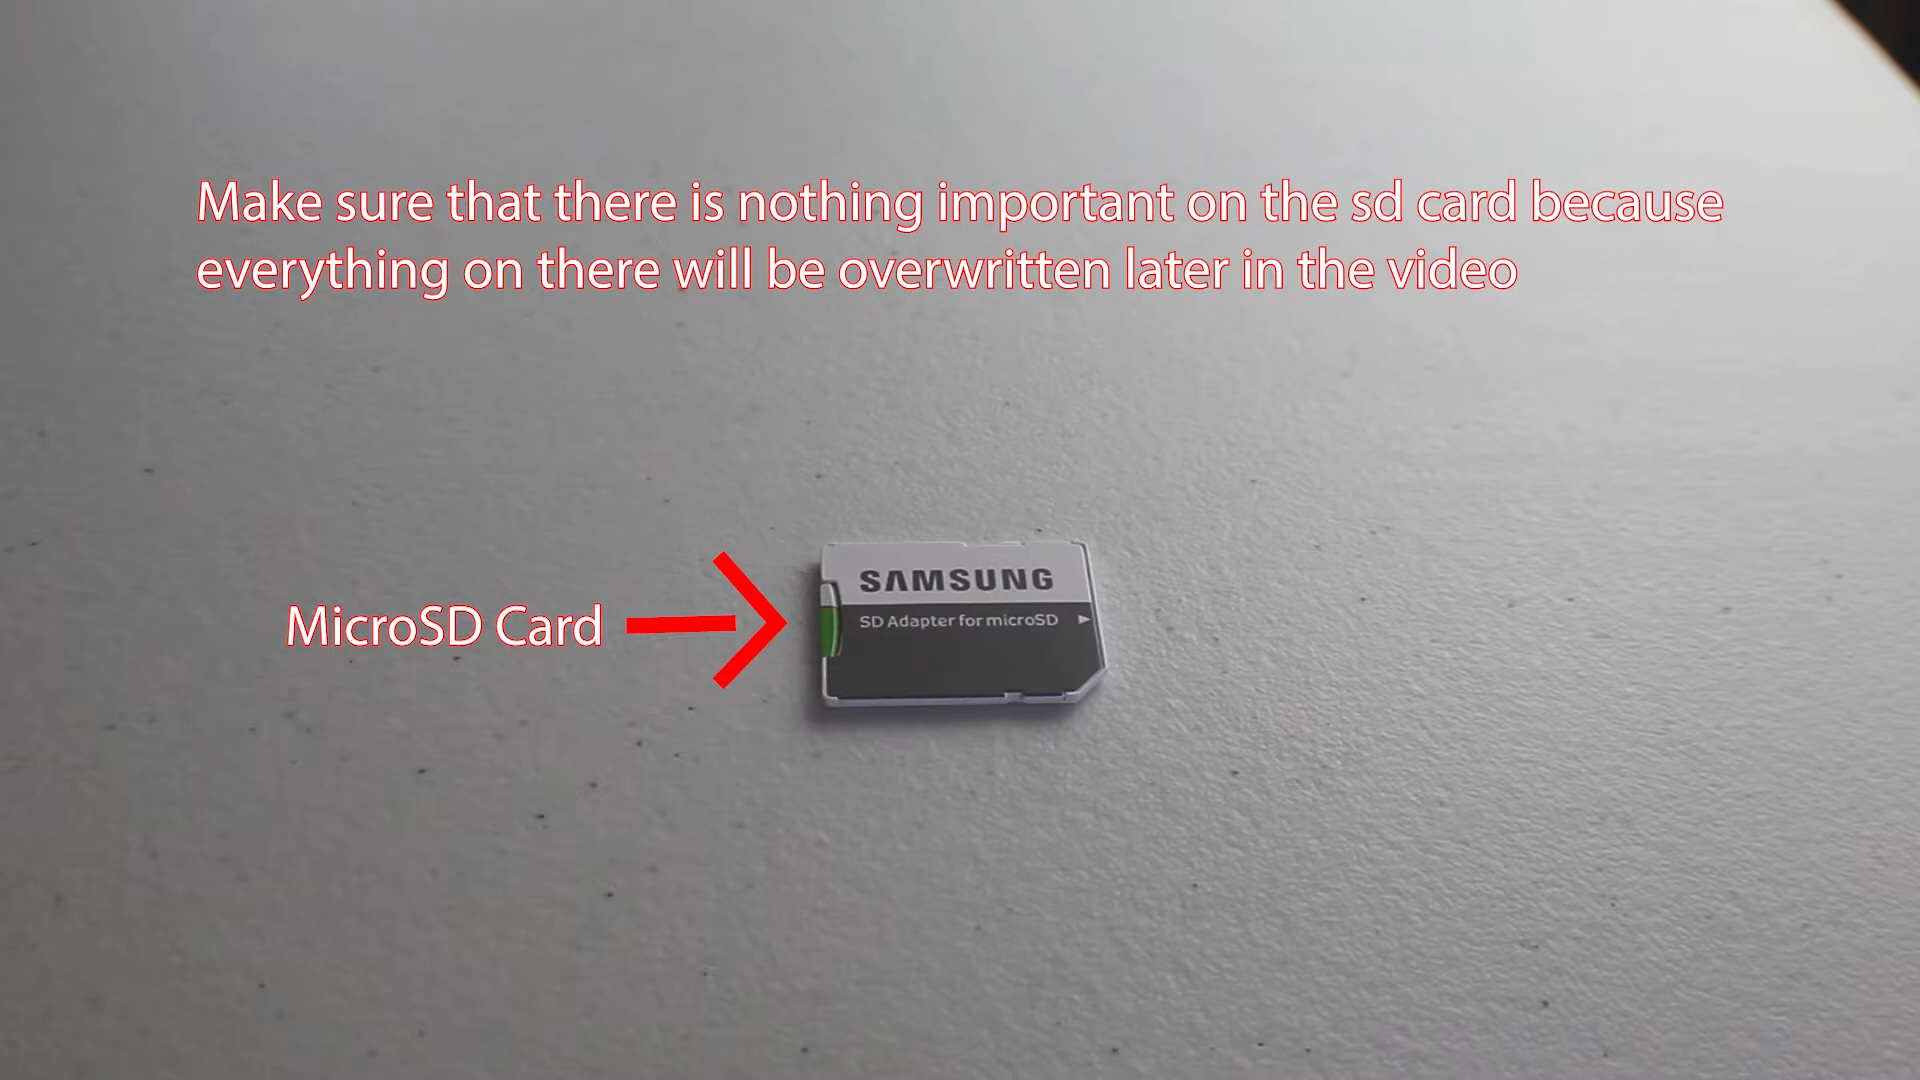 Make sure that there is nothing important on the sd card because
everything on there will be overwritten later in the video
SAMSUNG
SD Adapter for microSD
MicroSD Card